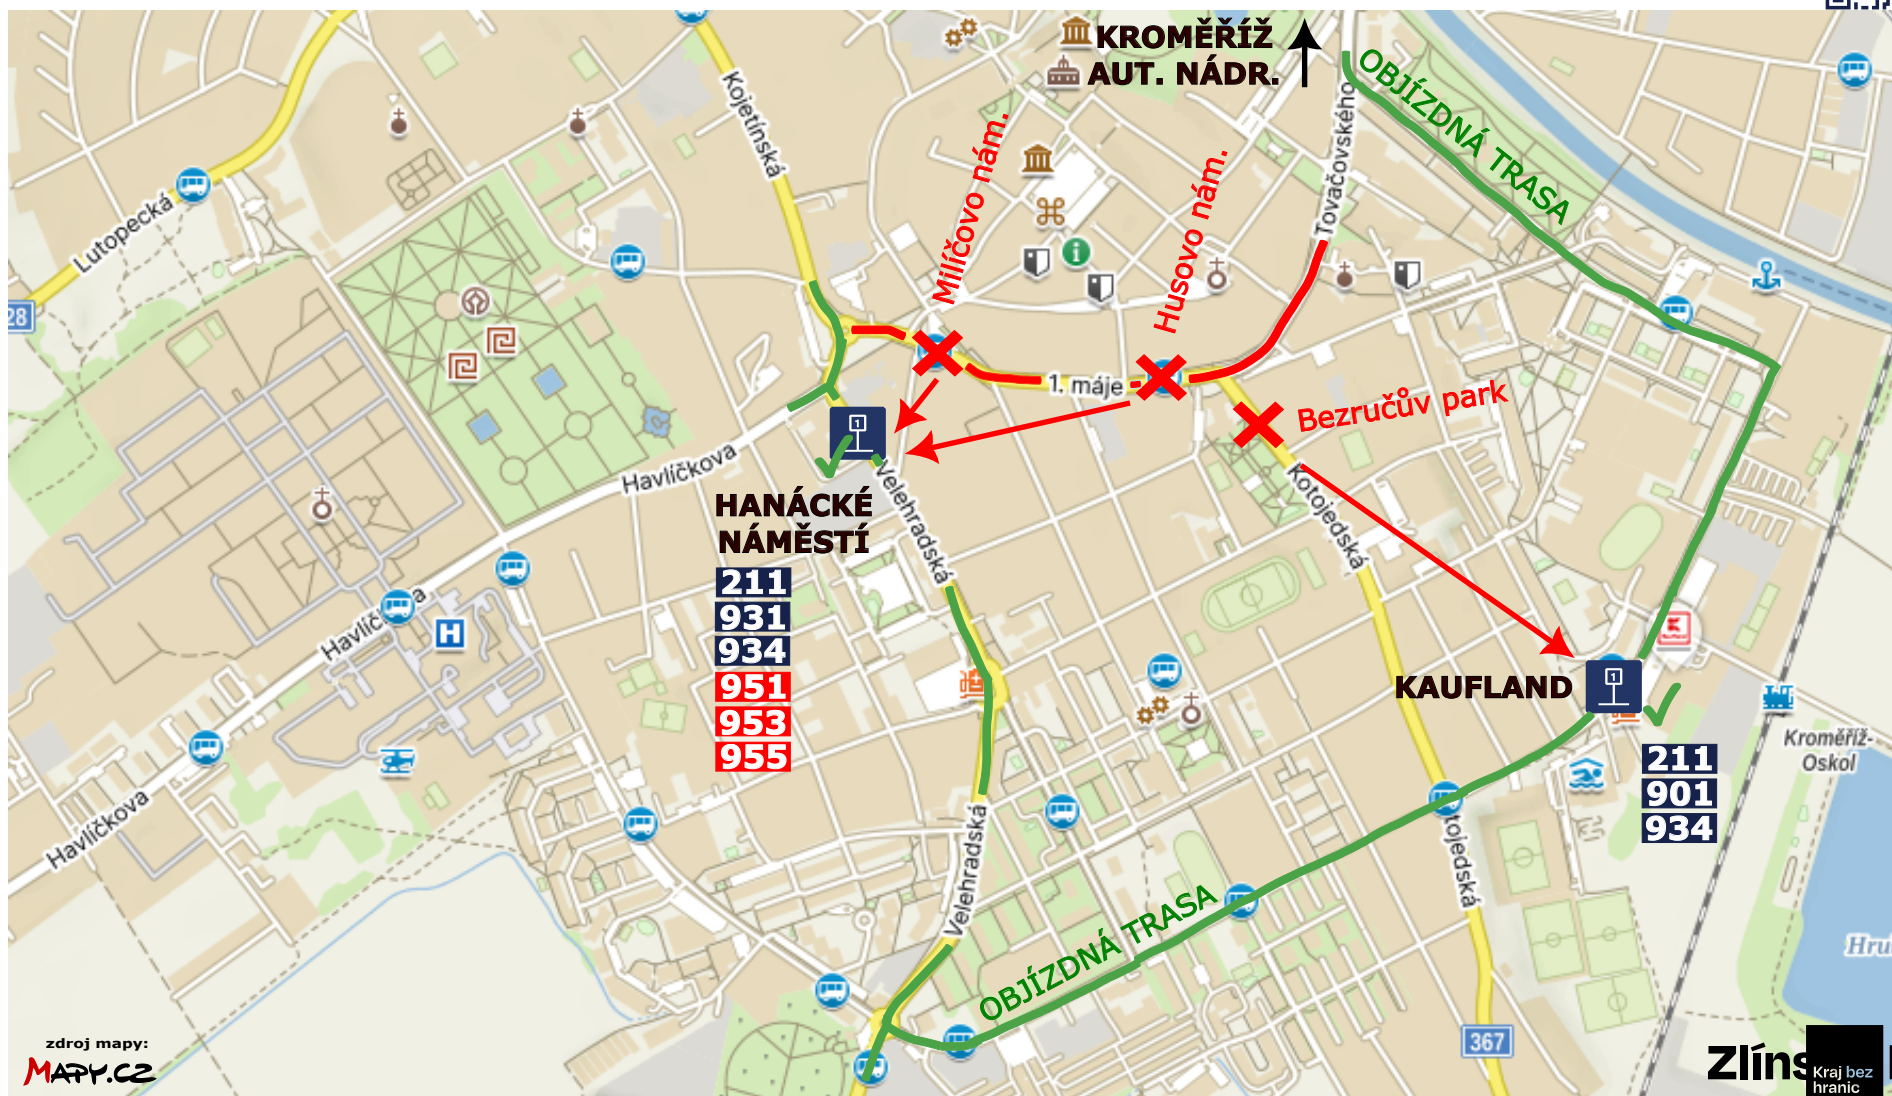 KROMĚŘÍŽ
AUT. NÁDR.
OBJÍZDNÁ TRASA
Kojetínská
Tovačovského
Milíčovo nám.
Husovo nám.
Lutopecká
28
1. máje
Bezručův park
Havlíčkova
Velehradská
Kotojedská
HANÁCKÉ
NÁMĚSTÍ
211
931
934
951
953
955
Havlíčkova
H
KAUFLAND
211
901
934
Kroměříž-
Oskol
Havlíčkova
Velehradská
Kotojedská
OBJÍZDNÁ TRASA
367
zdroj mapy:
MAPY.CZ
Kraj bez
hranic